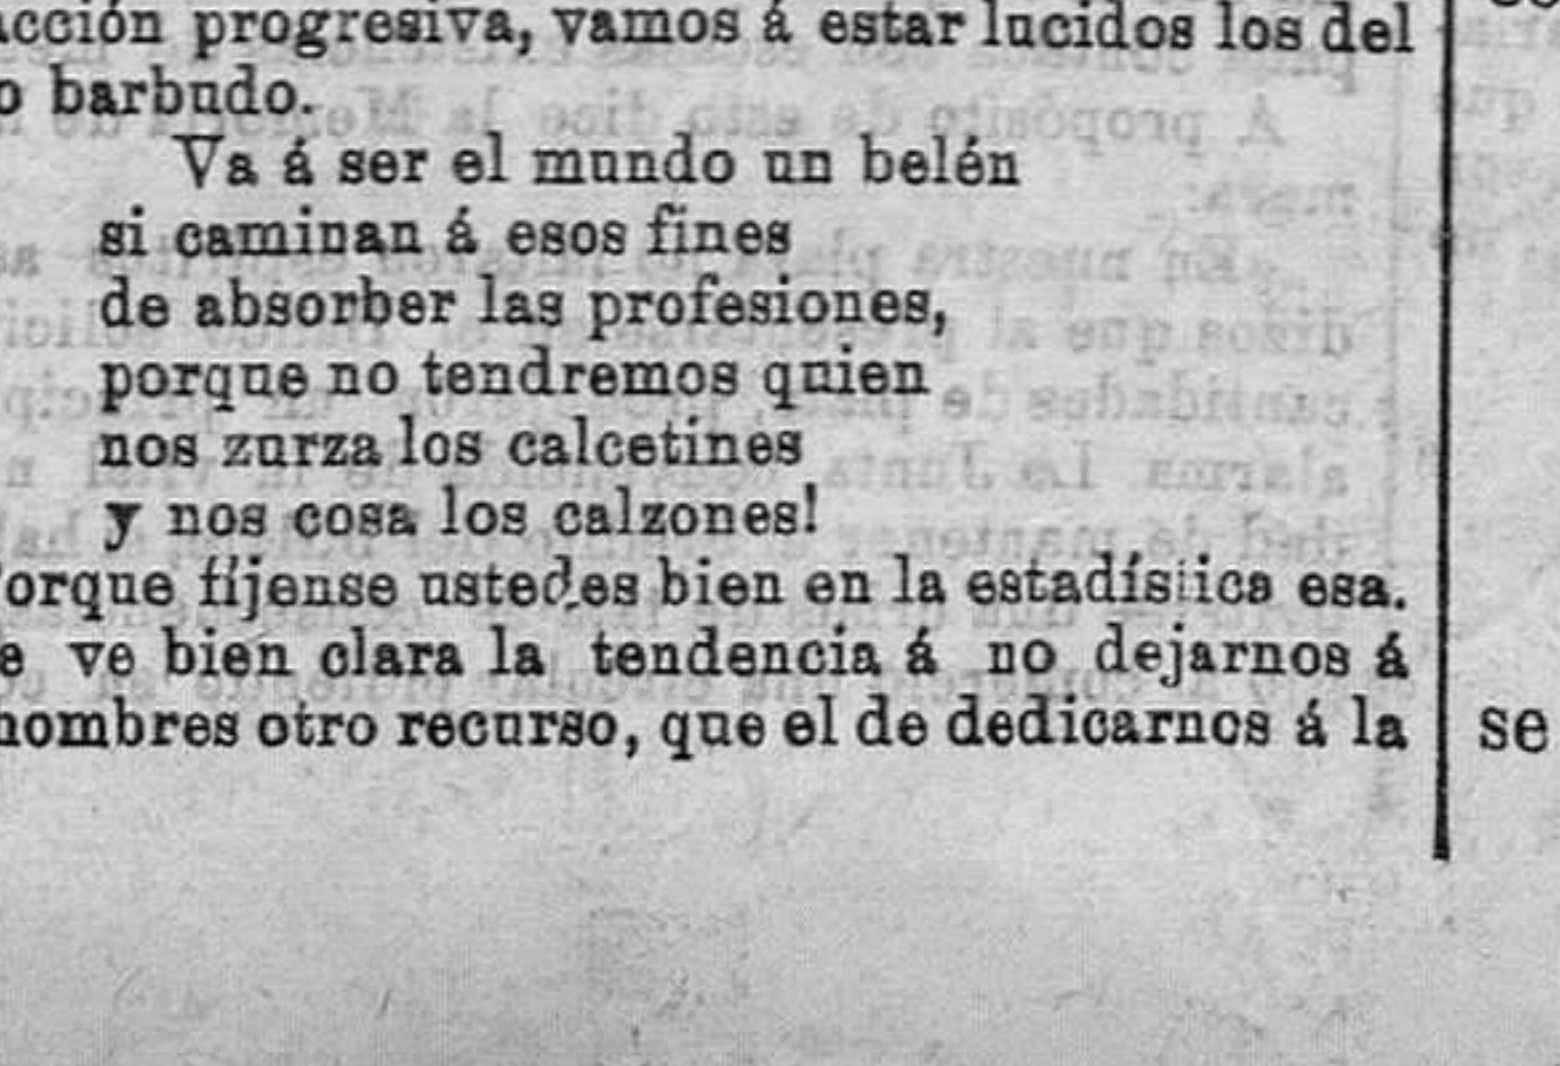 acción progresiva, vamos á estar lucidos los del
o barbudo.
Va á ser el mundo un belén
si caminan á esos fines
de absorber las profesiones,
porque no tendremos quien
nos zurza los calcetines
y nos cosa los calzones!
Porque fíjense ustedes bien en la estadística esa.
e ve bien clara la tendencia á no dejarnos á
hombres otro recurso, que el de dedicarnos á la
se